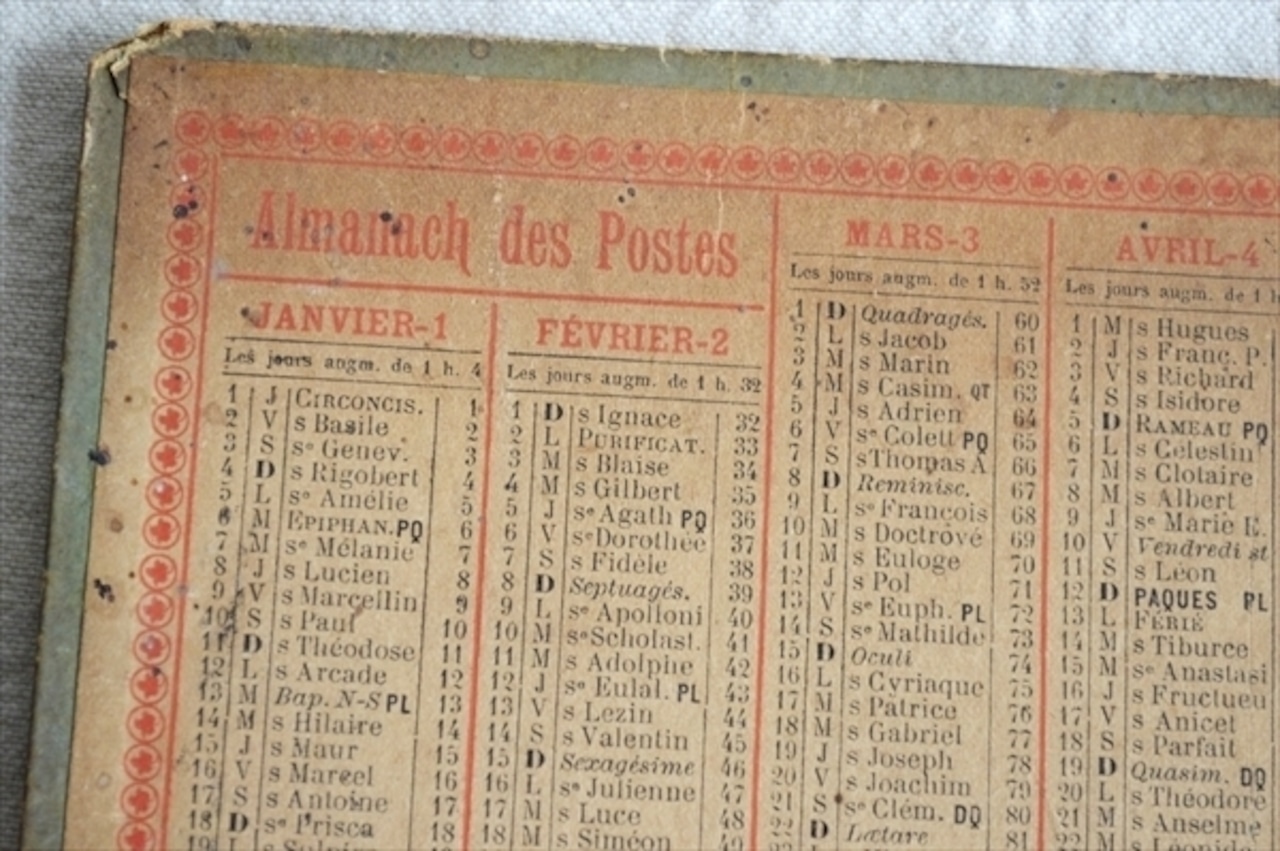 Almanach des Postes
JANVIER-1
Les jours augm. de 1 h. 4
1 J CIRCONCIS. 1
2 V s Basile 2
3 S se Genev. 3
4 D s Rigobert 4
5 L se Amélie 5
6 M EPIPHAN. PQ 6
7 M se Mélanie 7
8 J s Lucien 8
9 V s Marcellin 9
10 S s Paul 10
11 D s Théodose 11
12 L s Arcade 12
13 M Bap. N-S PL 13
14 M s Hilaire 14
15 J s Maur 15
16 V s Marcel 16
17 S s Antoine 17
18 D se Prisca 18
19 L
FÉVRIER-2
Les jours augm. de 1 h. 32
1 D s Ignace 32
2 L PURIFICAT. 33
3 M s Blaise 34
4 M s Gilbert 35
5 J se Agath PQ 36
6 V se Dorothée 37
7 S s Fidèle 38
8 D Septuagés. 39
9 L se Apolloni 40
10 M se Scholast. 41
11 M s Adolphe 42
12 J se Eulal. PL 43
13 V s Lezin 44
14 S s Valentin 45
15 D Sexagésime 46
16 L se Julienne 47
17 M s Luce 48
18 M s Siméon 49
MARS-3
Les jours augm. de 1 h. 52
1 D Quadragés. 60
2 L s Jacob 61
3 M s Marin 62
4 M s Casim. QT 63
5 J s Adrien 64
6 V se Colett PQ 65
7 S s Thomas A 66
8 D Reminisc. 67
9 L se François 68
10 M s Doctrové 69
11 M s Euloge 70
12 J s Pol 71
13 V se Euph. PL 72
14 S se Mathilde 73
15 D Oculi 74
16 L s Cyriaque 75
17 M s Patrice 76
18 M s Gabriel 77
19 J s Joseph 78
20 V s Joachim 79
21 S se Clém. DQ 80
22 D Lætare 81
AVRIL-4
Les jours augm. de 1 h
1 M s Hugues
2 J s Franç. P.
3 V s Richard
4 S s Isidore
5 D RAMEAU PQ
6 L s Célestin
7 M s Clotaire
8 M s Albert
9 J se Marie E.
10 V Vendredi st
11 S s Léon
12 D PAQUES PL
13 L FÉRIÉ
14 M s Tiburce
15 M se Anastasi
16 J s Fructueu
17 V s Anicet
18 S s Parfait
19 D Quasim. DQ
20 L s Théodore
21 M s Anselme
22 M s Léonide